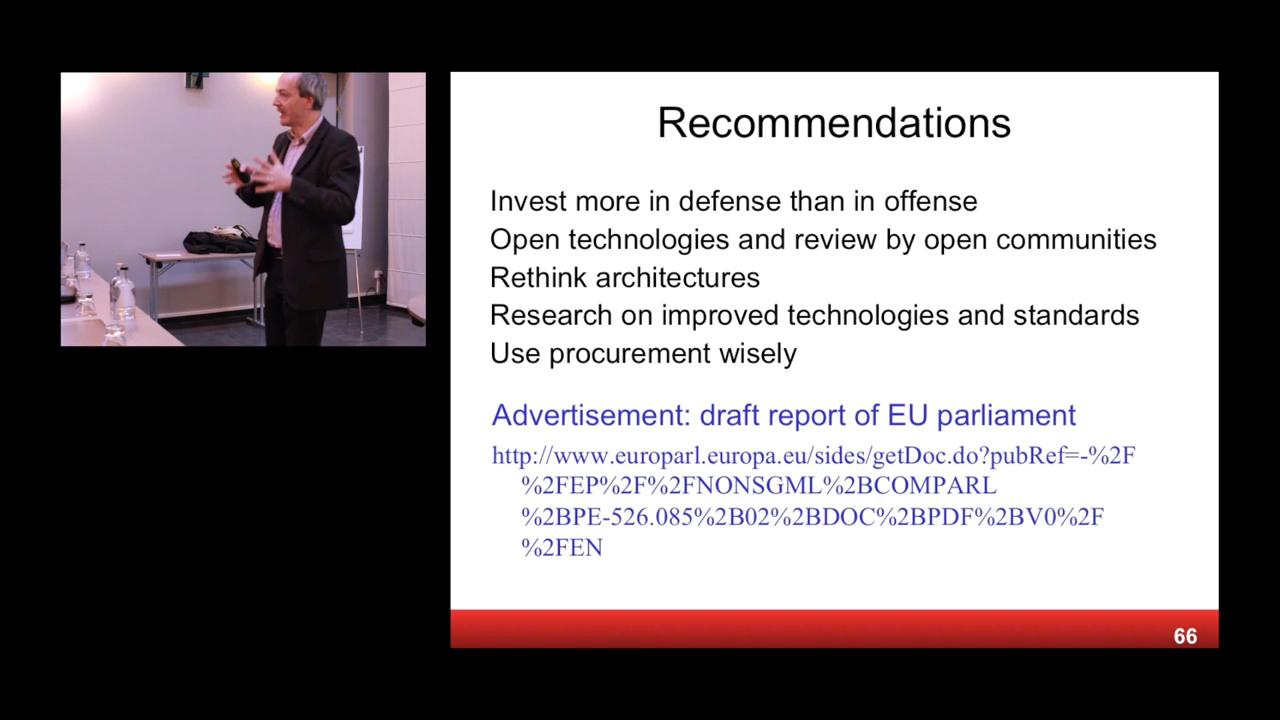 Recommendations
Invest more in defense than in offense
Open technologies and review by open communities
Rethink architectures
Research on improved technologies and standards
Use procurement wisely
Advertisement: draft report of EU parliament
http://www.europarl.europa.eu/sides/getDoc.do?pubRef=-%2F
%2FEP%2F%2FNONSGML%2BCOMPARL
%2BPE-526.085%2B02%2BDOC%2BPDF%2BV0%2F
%2FEN
66